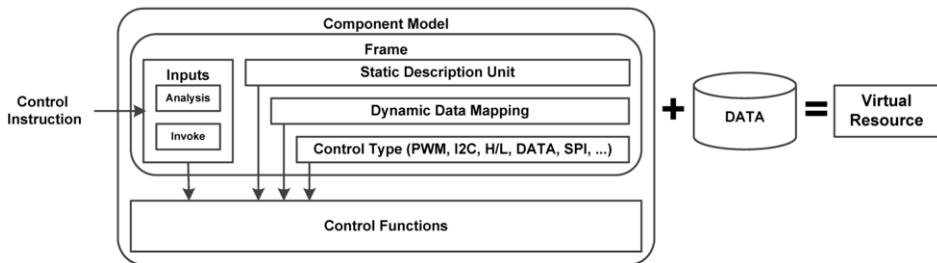 Component Model
Frame
Inputs
Analysis
Invoke
Static Description Unit
Dynamic Data Mapping
Control Type (PWM, I2C, H/L, DATA, SPI, ...)
Control
Instruction
Control Functions
+
DATA
=
Virtual
Resource